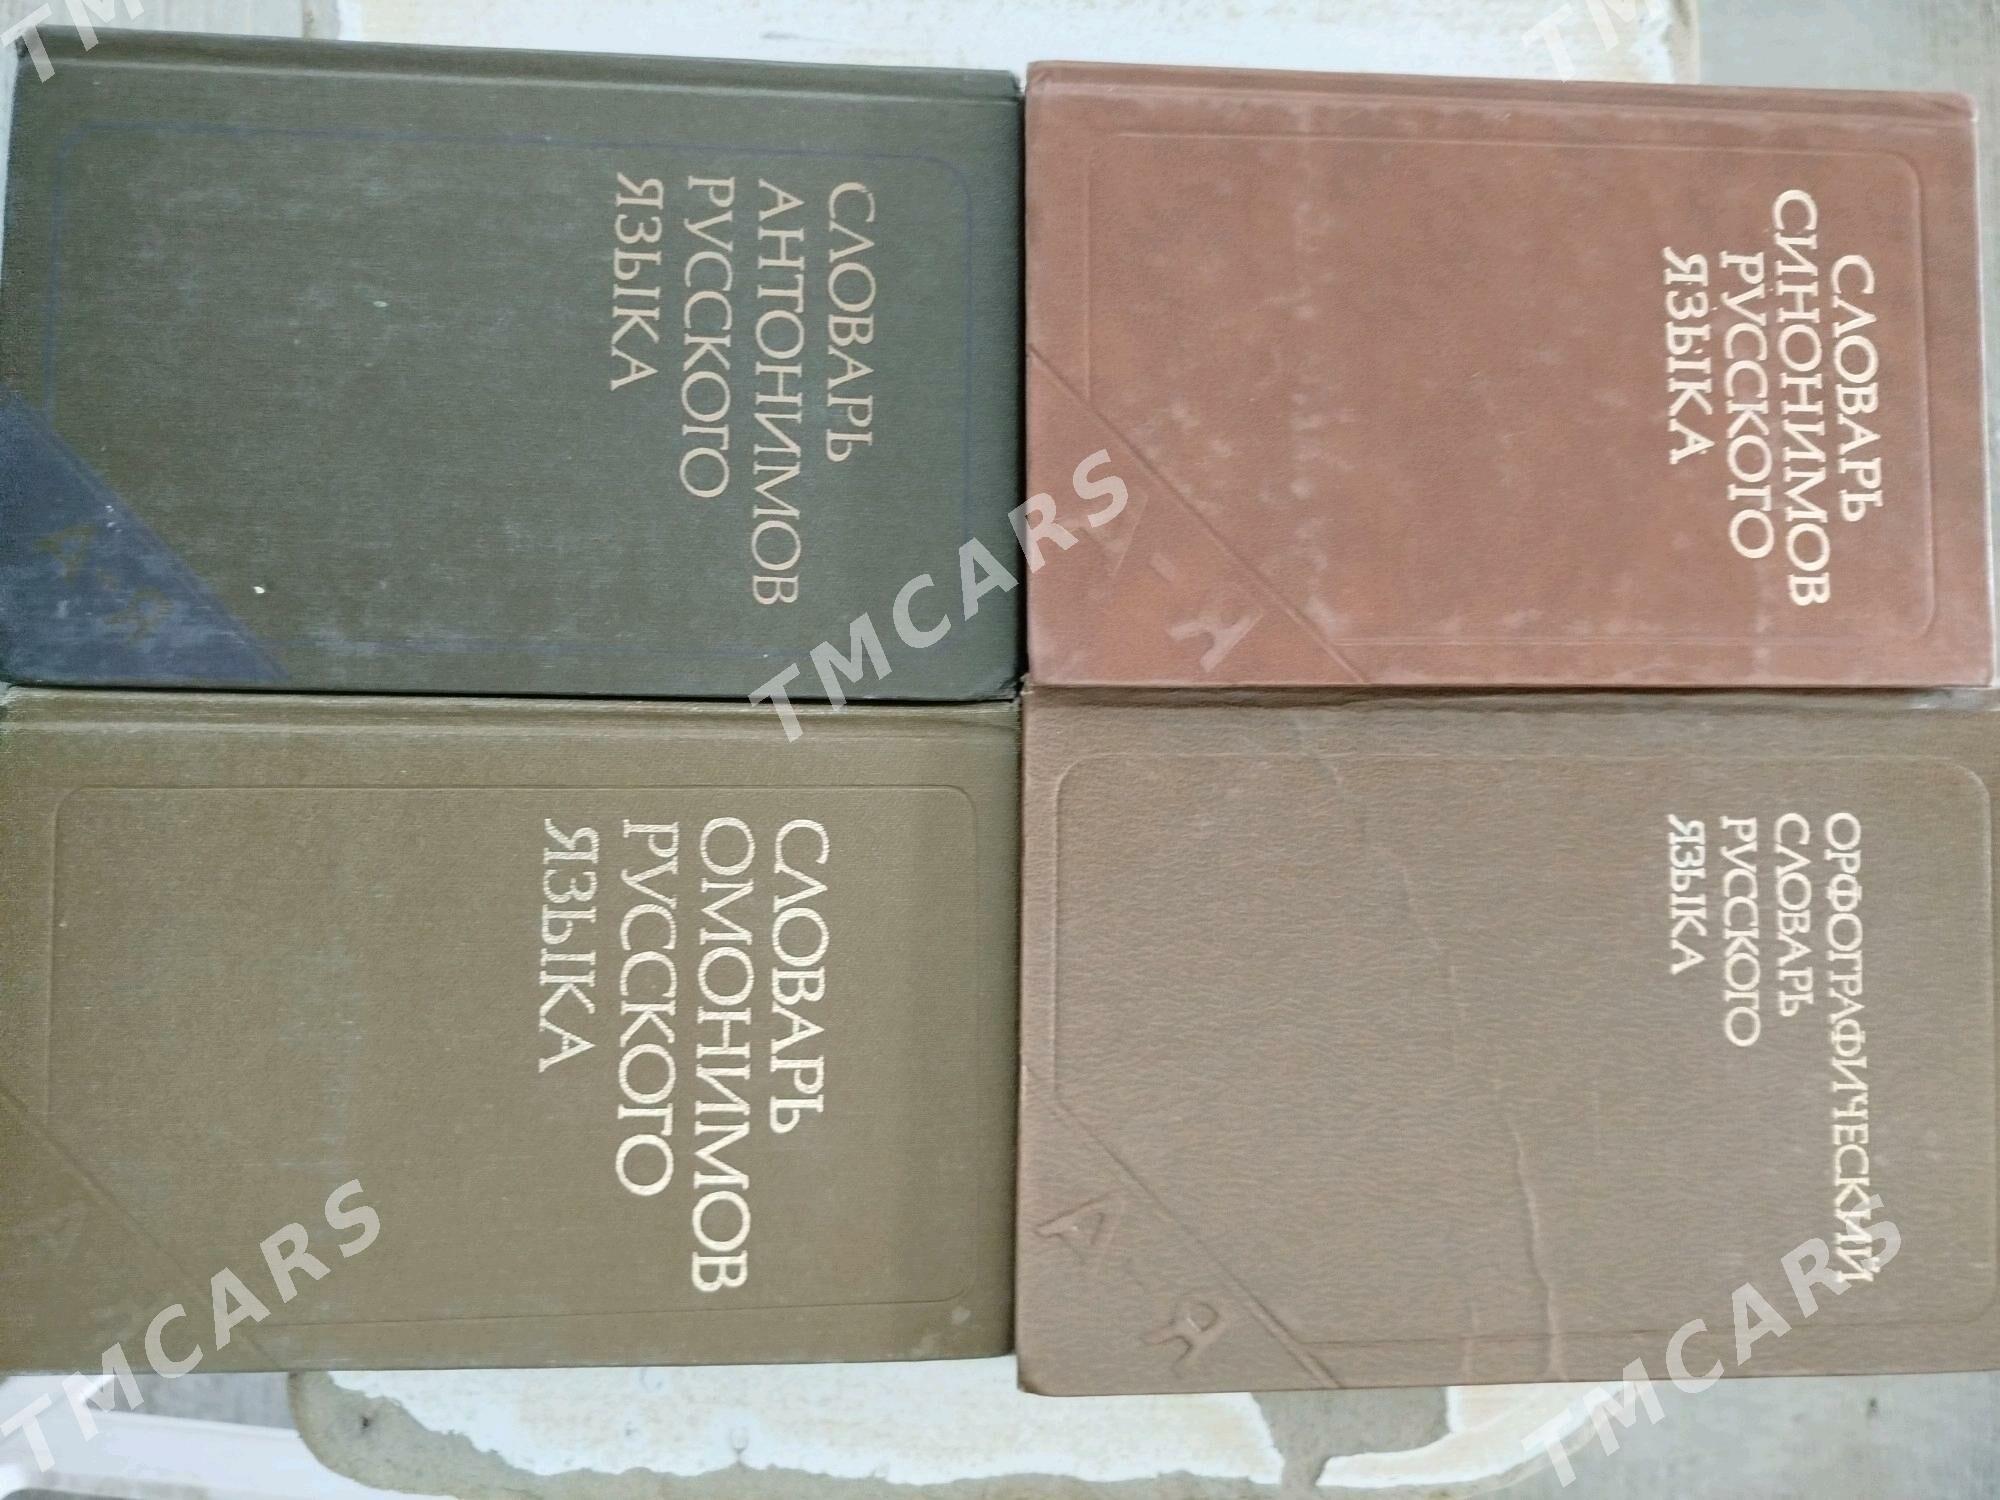 СЛОВАРЬ
АНТОНИМОВ
РУССКОГО
ЯЗЫКА
А-Я
СЛОВАРЬ
СИНОНИМОВ
РУССКОГО
ЯЗЫКА
А-Я
СЛОВАРЬ
ОМОНИМОВ
РУССКОГО
ЯЗЫКА
ОРФОГРАФИЧЕСКИЙ
СЛОВАРЬ
РУССКОГО
ЯЗЫКА
А-Я
TMCARS
TMCARS
TMCARS